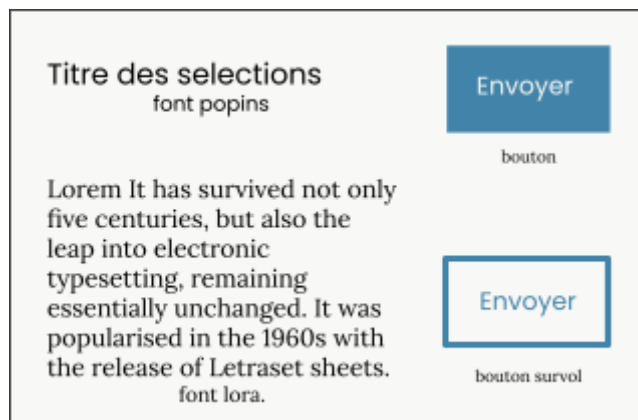 Titre des selections
font popins
Lorem It has survived not only
five centuries, but also the
leap into electronic
typesetting, remaining
essentially unchanged. It was
popularised in the 1960s with
the release of Letraset sheets.
font lora.
Envoyer
bouton
Envoyer
bouton survol